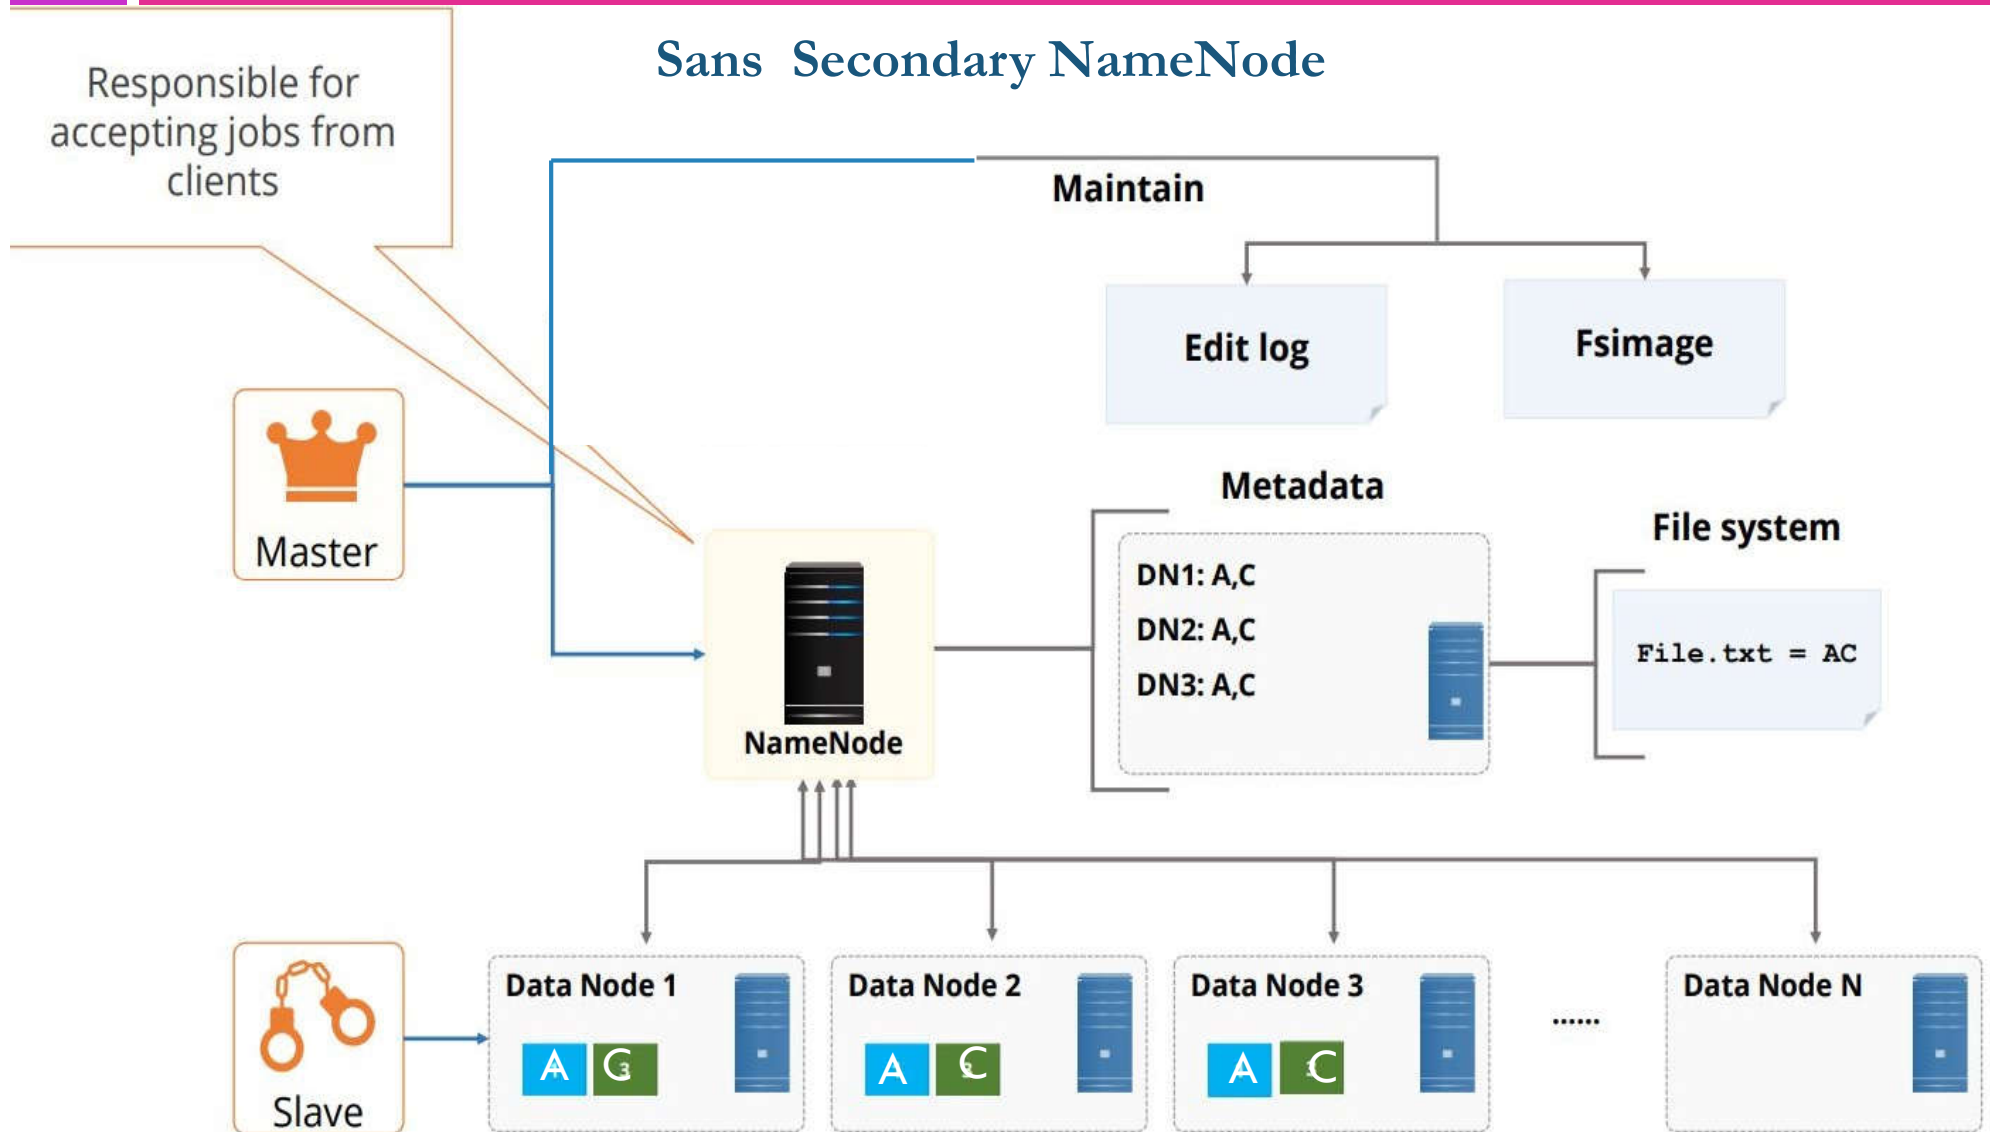 Sans Secondary NameNode
Responsible for
accepting jobs from
clients
Maintain
Edit log
Fsimage
Master
Metadata
File system
DN1: A,C
DN2: A,C
DN3: A,C
File.txt = AC
NameNode
Slave
Data Node 1
A C
Data Node 2
A C
Data Node 3
A C
......
Data Node N